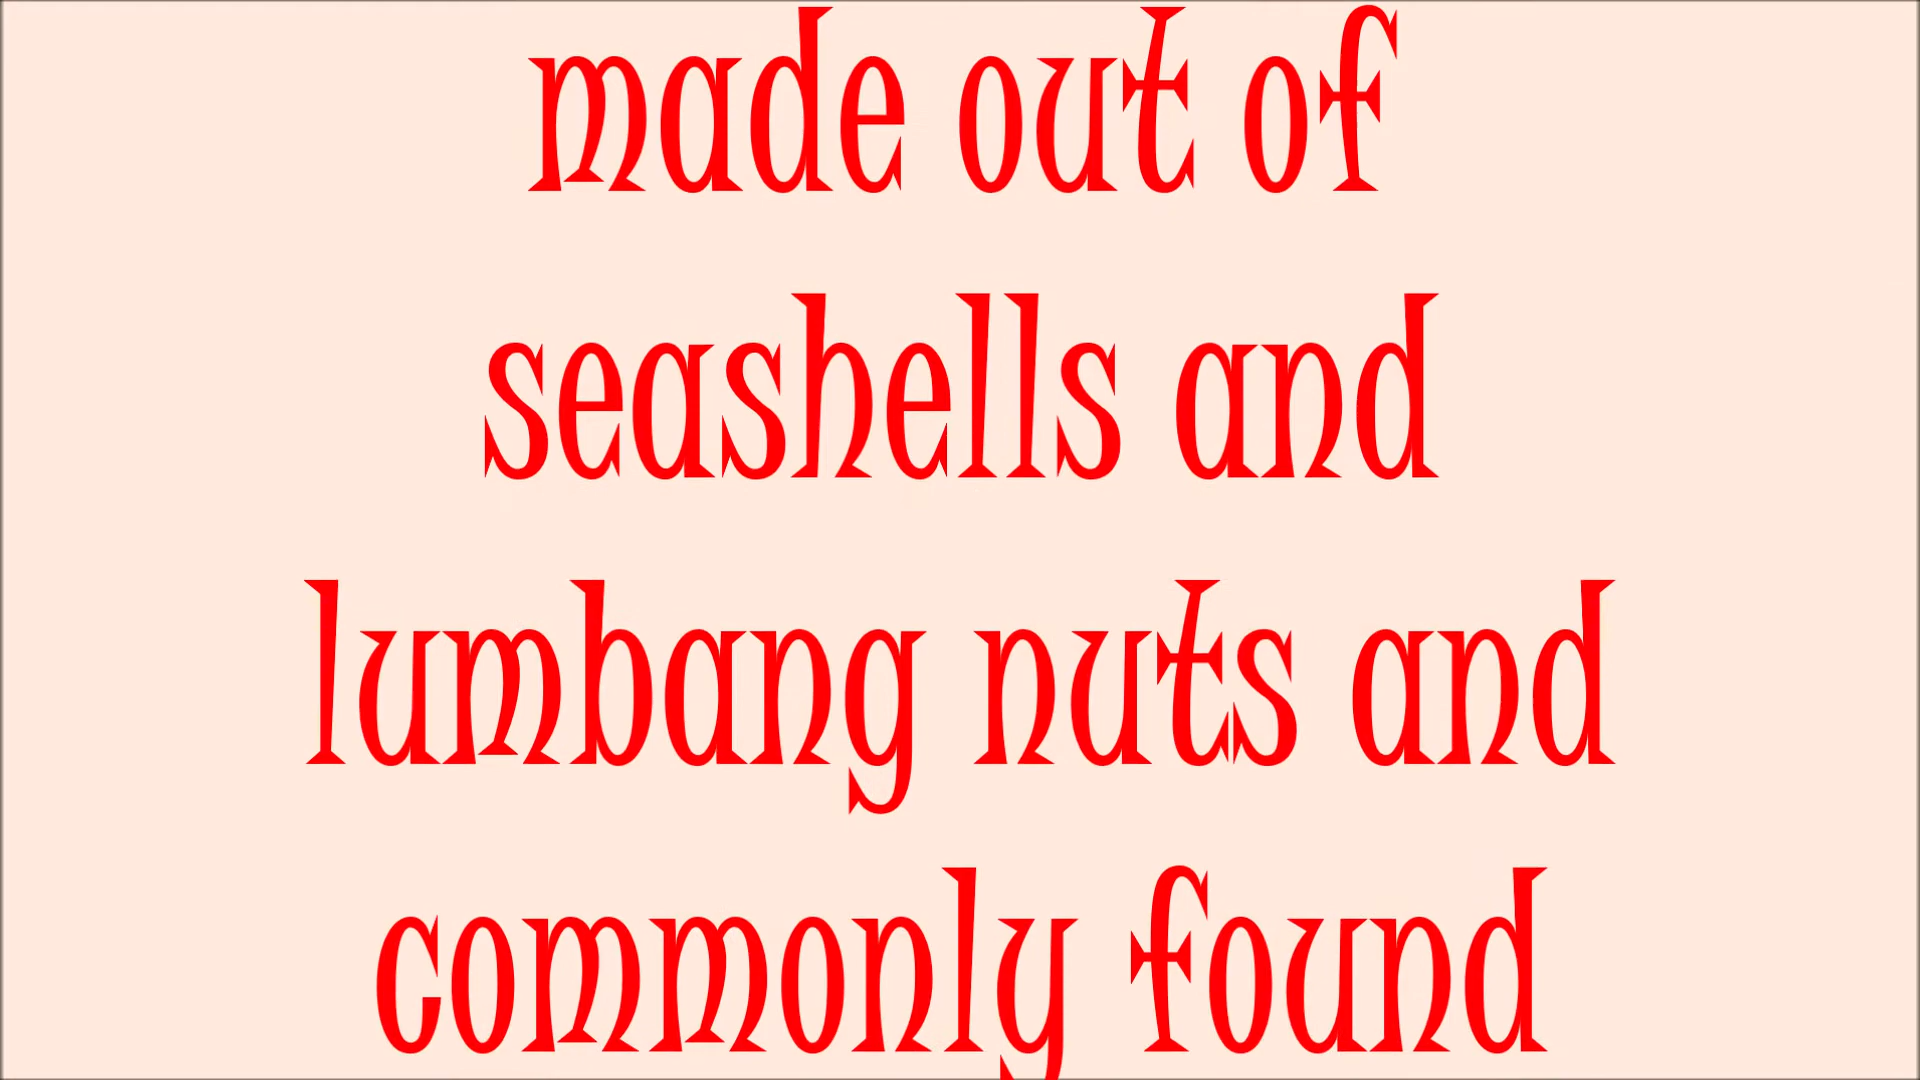 made out of
seashells and
lumbang nuts and
commonly found